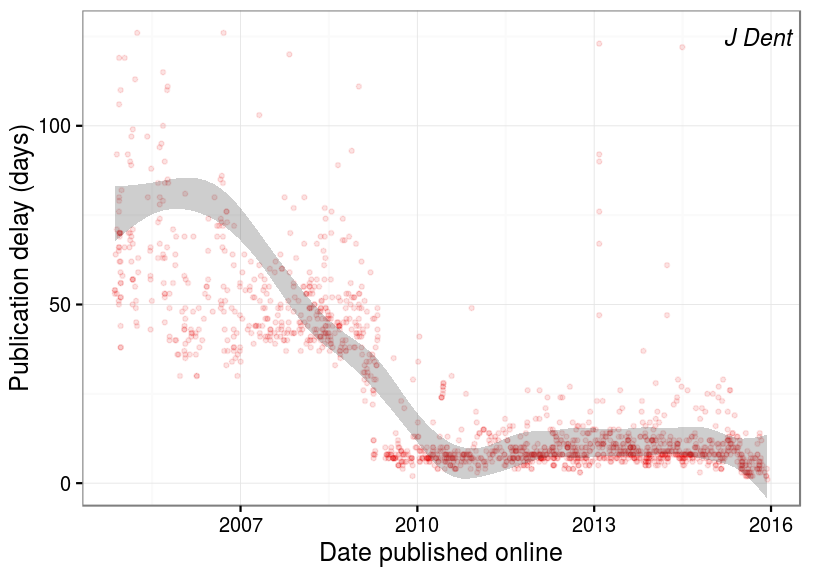 J Dent
Publication delay (days)
100
50
0
2007
2010
2013
2016
Date published online